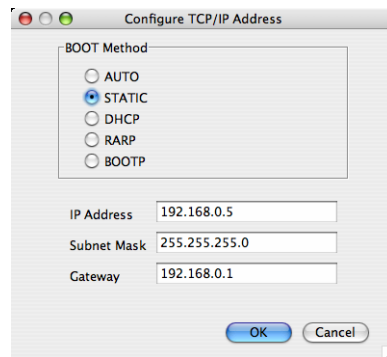 Configure TCP/IP Address
BOOT Method
AUTO
STATIC
DHCP
RARP
BOOTP
IP Address 192.168.0.5
Subnet Mask 255.255.255.0
Gateway 192.168.0.1
OK Cancel